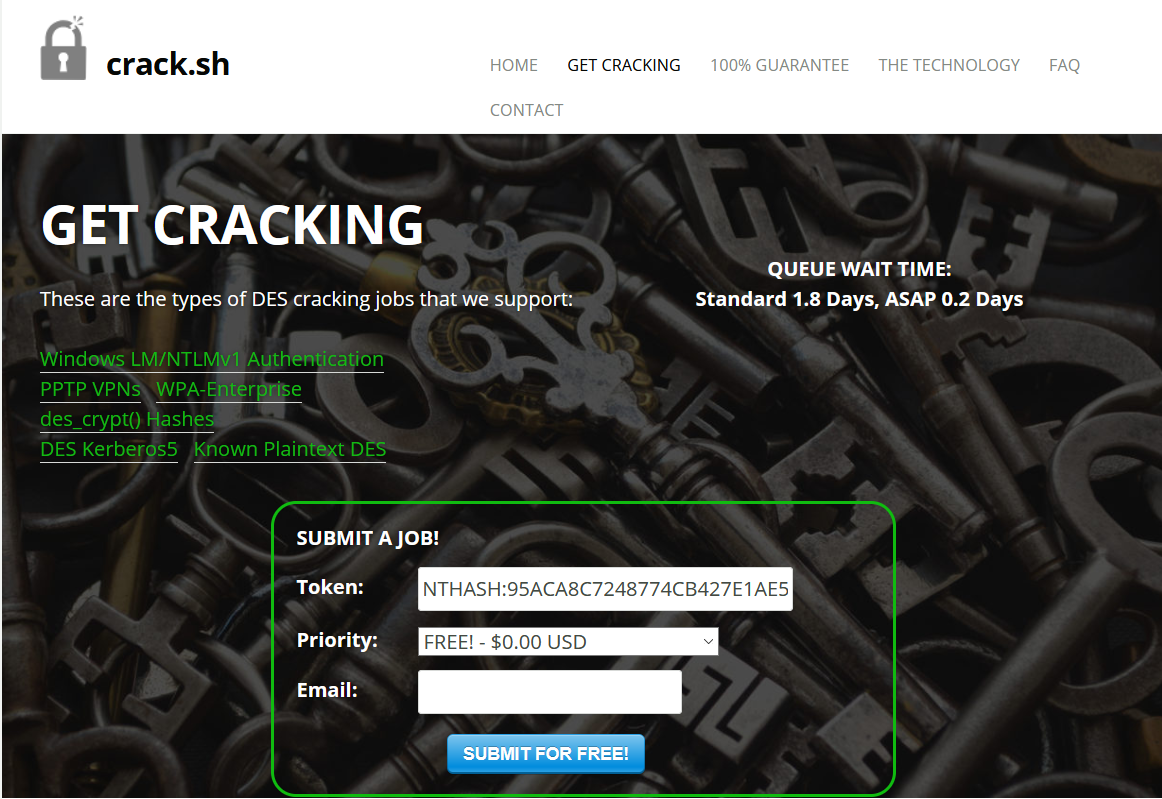 crack.sh
HOME GET CRACKING 100% GUARANTEE THE TECHNOLOGY FAQ
CONTACT
GET CRACKING
These are the types of DES cracking jobs that we support:
Windows LM/NTLMv1 Authentication
PPTP VPNs WPA-Enterprise
des_crypt() Hashes
DES Kerberos5 Known Plaintext DES
QUEUE WAIT TIME:
Standard 1.8 Days, ASAP 0.2 Days
SUBMIT A JOB!
Token: NTHASH:95ACA8C7248774CB427E1AE5
Priority: FREE! - $0.00 USD
Email:
SUBMIT FOR FREE!